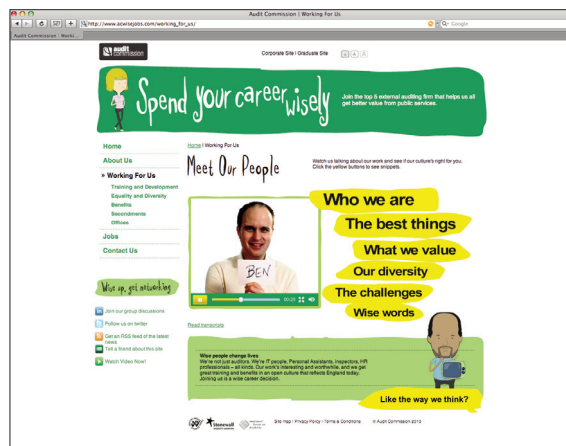 Audit Commission | Working For Us
http://www.acwisejobs.com/working_for_us/
Google
Audit Commission | Worki...
audit
commission
Corporate Site | Graduate Site
A A A
Spend your career wisely
Join the top 5 external auditing firm that helps us all
get better value from public services.
Home
About Us
» Working For Us
Training and Development
Equality and Diversity
Benefits
Secondments
Offices
Jobs
Contact Us
Home / Working For Us
Meet Our People
Watch us talking about our work and see if our culture's right for you.
Click the yellow buttons to see snippets.
BEN
Who we are
The best things
What we value
Our diversity
The challenges
Wise words
Read transcripts
Wise up, get networking
in Join our group discussions
Follow us on twitter
Get an RSS feed of the latest
news
Tell a friend about this site
Watch Video Now!
Wise people change lives
We're not just auditors. We're IT people, Personal Assistants, inspectors, HR
professionals – all kinds. Our work's interesting and worthwhile, and we get
great training and benefits in an open culture that reflects England today.
Joining us is a wise career decision.
Like the way we think?
Stonewall
Site map | Privacy Policy | Terms & Conditions © Audit Commission 2010